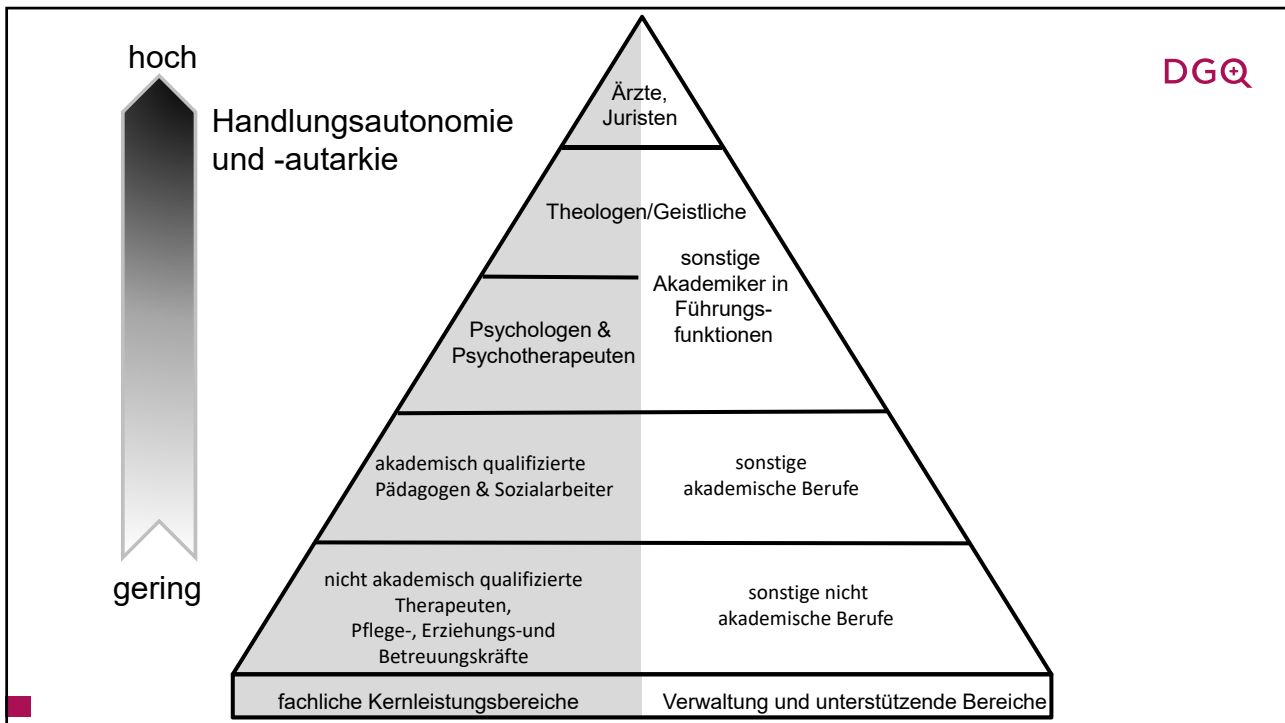 hoch
Handlungsautonomie
und -autarkie
gering
DGQ
Ärzte,
Juristen
Theologen/Geistliche
sonstige
Akademiker in
Führungs-
funktionen
Psychologen &
Psychotherapeuten
akademisch qualifizierte
Pädagogen & Sozialarbeiter
sonstige
akademische Berufe
nicht akademisch qualifizierte
Therapeuten,
Pflege-, Erziehungs-und
Betreuungskräfte
sonstige nicht
akademische Berufe
fachliche Kernleistungsbereiche
Verwaltung und unterstützende Bereiche